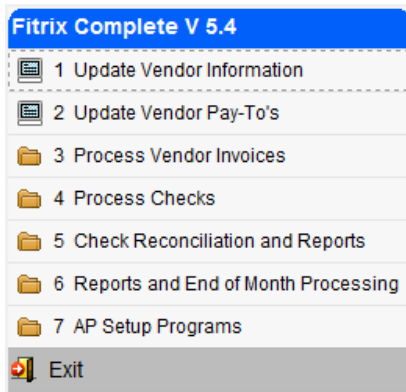 Fitrix Complete V 5.4
1 Update Vendor Information
2 Update Vendor Pay-To's
3 Process Vendor Invoices
4 Process Checks
5 Check Reconciliation and Reports
6 Reports and End of Month Processing
7 AP Setup Programs
Exit